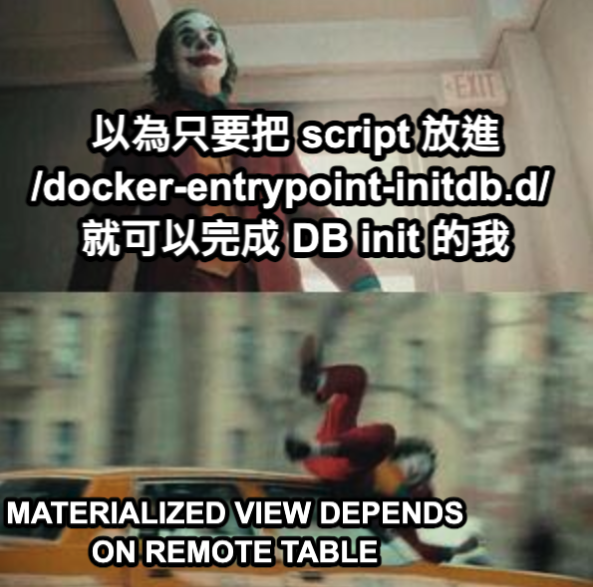 EXIT
以為只要把 script 放進
/docker-entrypoint-initdb.d/
就可以完成 DB init 的我
MATERIALIZED VIEW DEPENDS
ON REMOTE TABLE